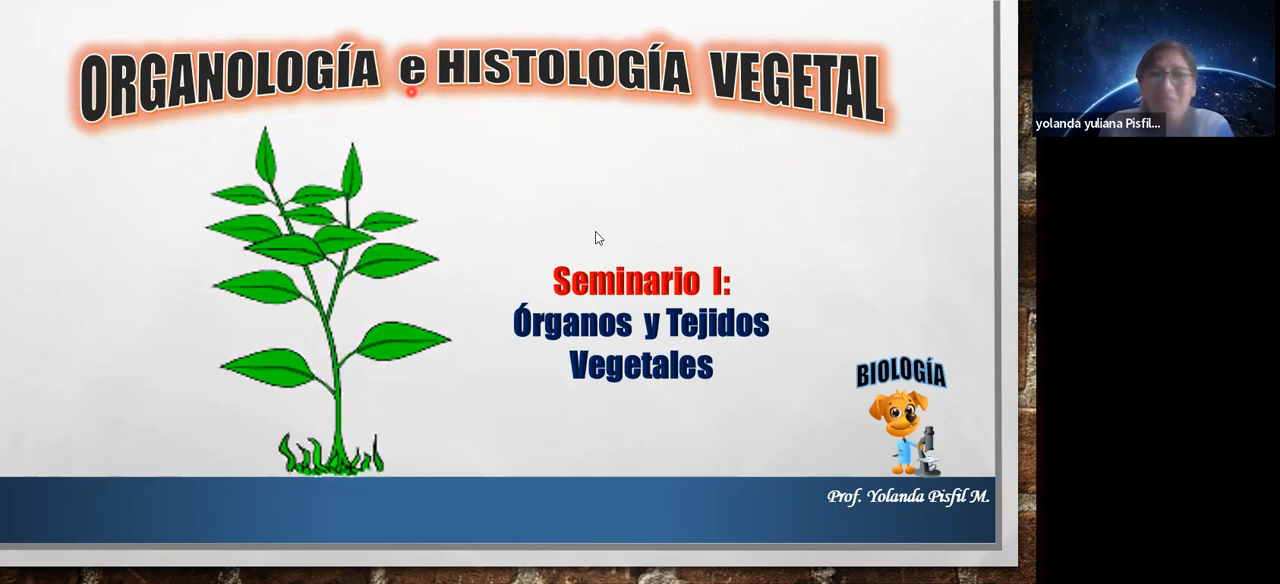 ORGANOLOGÍA e HISTOLOGÍA VEGETAL
Seminario I:
Órganos y Tejidos
Vegetales
BIOLOGÍA
Prof. Yolanda Pisfil M.
yolanda yuliana Pisfil...